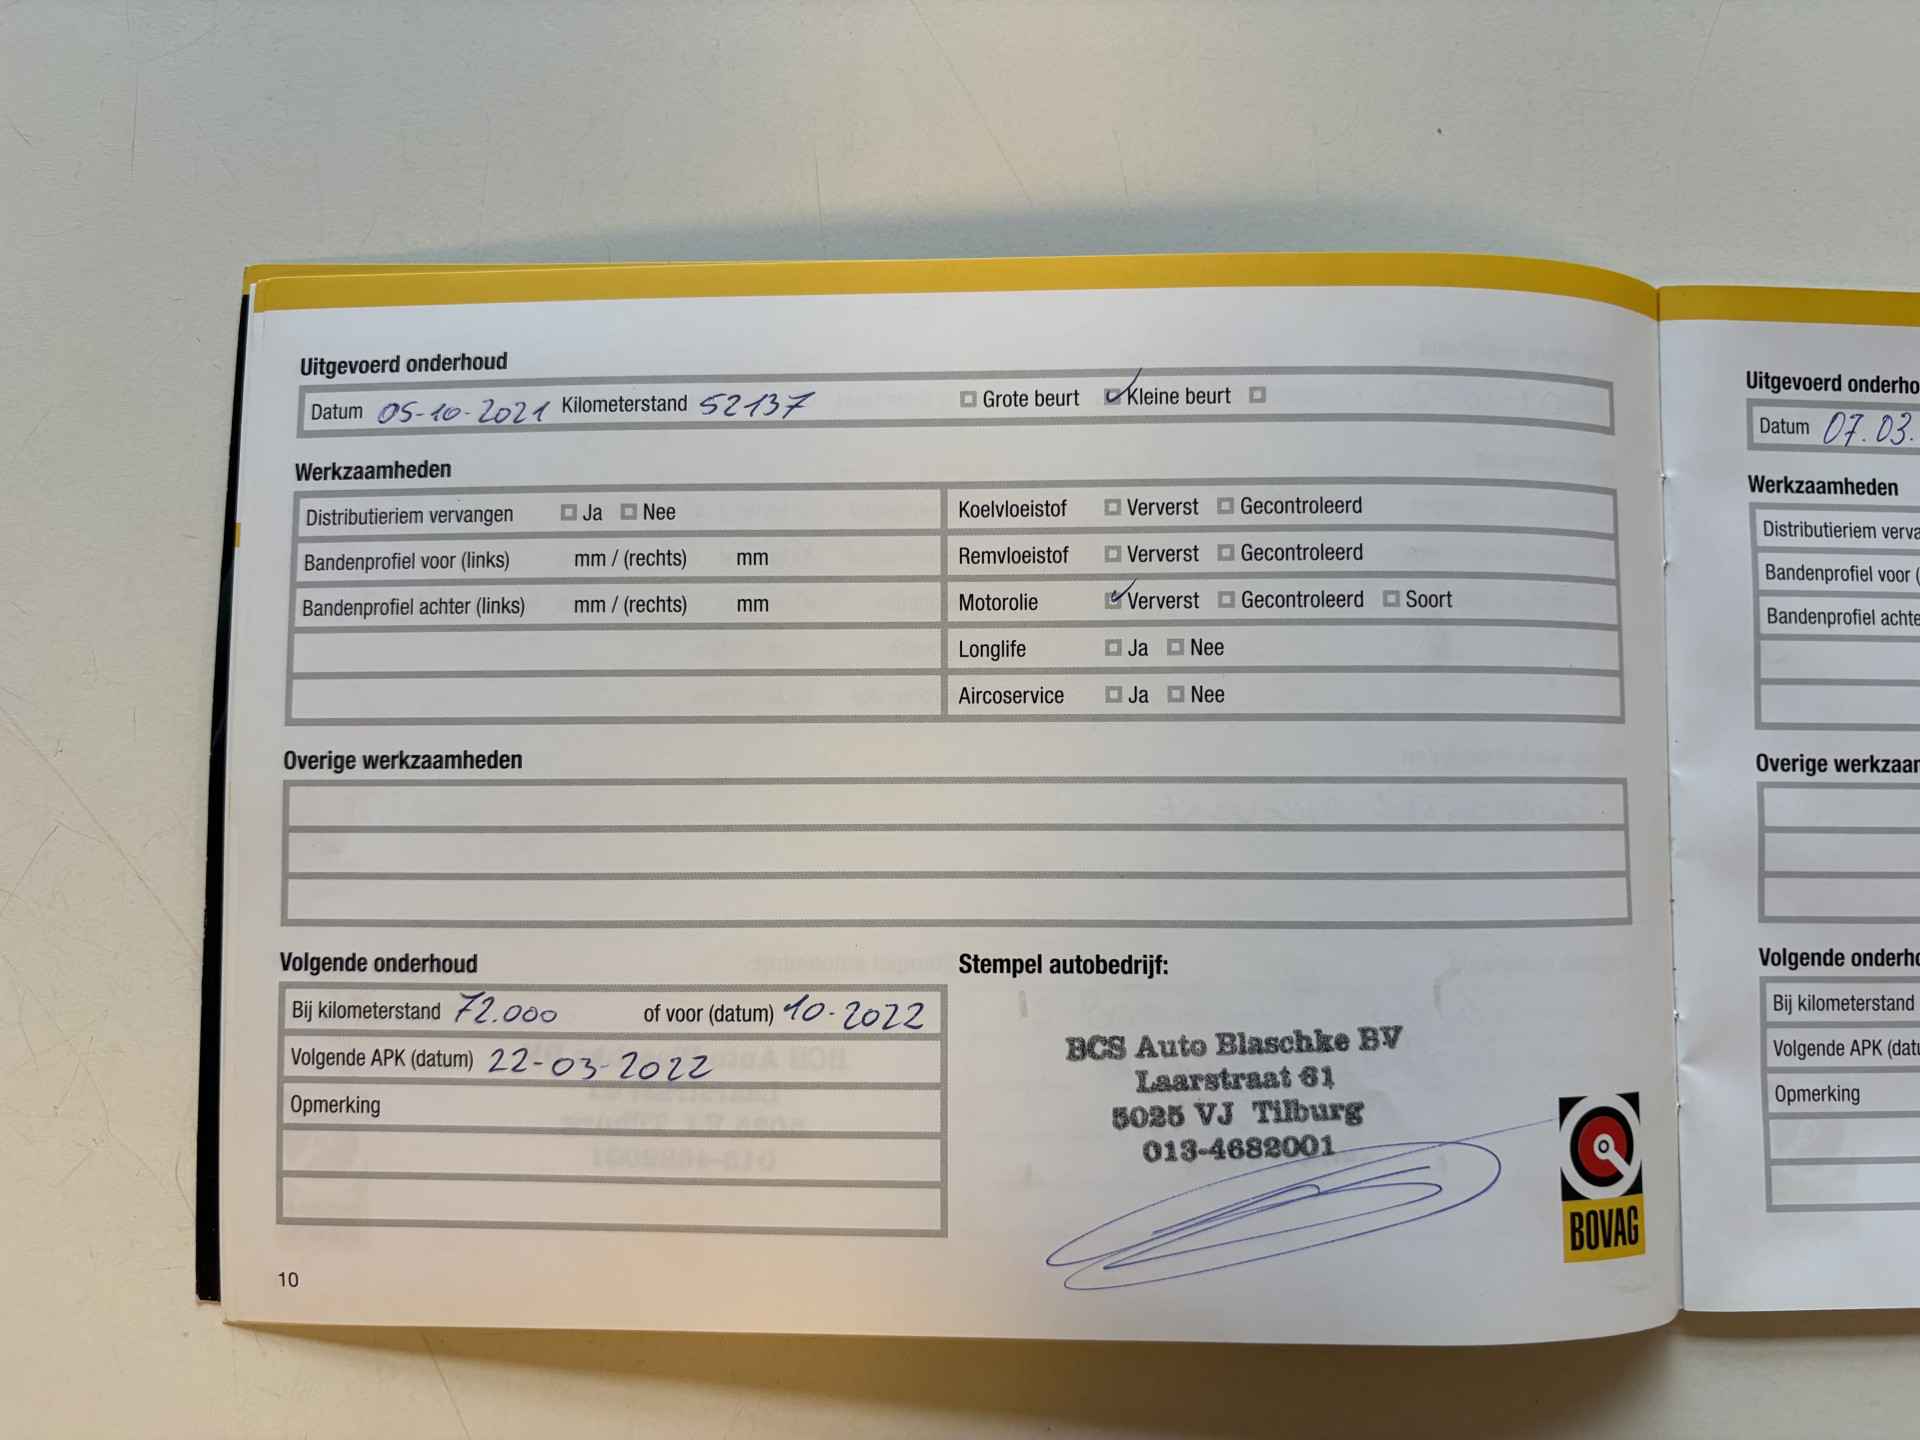 Uitgevoerd onderhoud
Datum 05-10-2021 Kilometerstand 52137 Grote beurt Kleine beurt
Werkzaamheden
Distributieriem vervangen Ja Nee
Bandenprofiel voor (links) mm / (rechts) mm
Bandenprofiel achter (links) mm / (rechts) mm
Koelvloeistof Ververst Gecontroleerd
Remvloeistof Ververst Gecontroleerd
Motorolie Ververst Gecontroleerd Soort
Longlife Ja Nee
Aircoservice Ja Nee
Overige werkzaamheden
Volgende onderhoud
Bij kilometerstand 72.000 of voor (datum) 10-2022
Volgende APK (datum) 22-03-2022
Opmerking
Stempel autobedrijf:
BCS Auto Blaschke BV
Laarstraat 61
5025 VJ Tilburg
013-4682001
BOVAG
10
Uitgevoerd onderho
Datum 07.03.
Werkzaamheden
Distributieriem verva
Bandenprofiel voor (
Bandenprofiel achte
Overige werkzaam
Volgende onderho
Bij kilometerstand
Volgende APK (datu
Opmerking